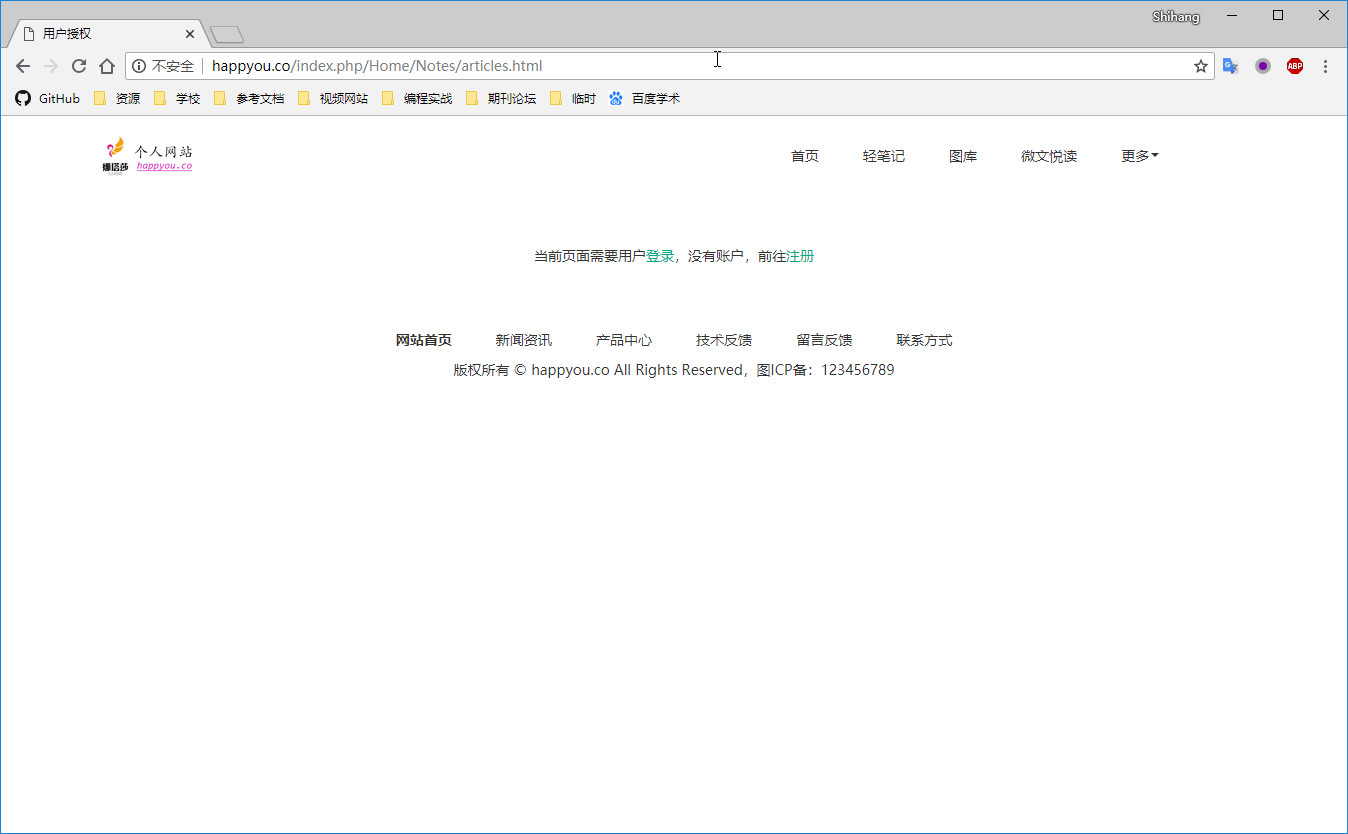 Shihang
用户授权
不安全 happyou.co/index.php/Home/Notes/articles.html
GitHub 资源 学校 参考文档 视频网站 编程实战 期刊论坛 临时 百度学术
个人网站
娜塔莎 happyou.co
首页 轻笔记 图库 微文悦读 更多
当前页面需要用户登录，没有账户，前往注册
网站首页 新闻资讯 产品中心 技术反馈 留言反馈 联系方式
版权所有 © happyou.co All Rights Reserved，图ICP备：123456789
ABP